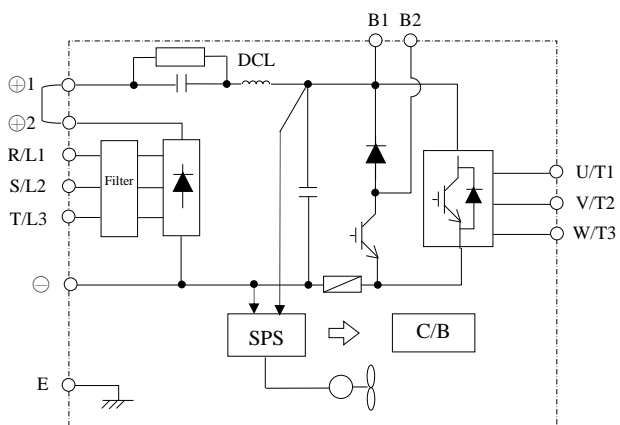 B1 B2
DCL
⊕1
⊕2
R/L1
S/L2
T/L3
Filter
U/T1
V/T2
W/T3
⊖
SPS
C/B
E